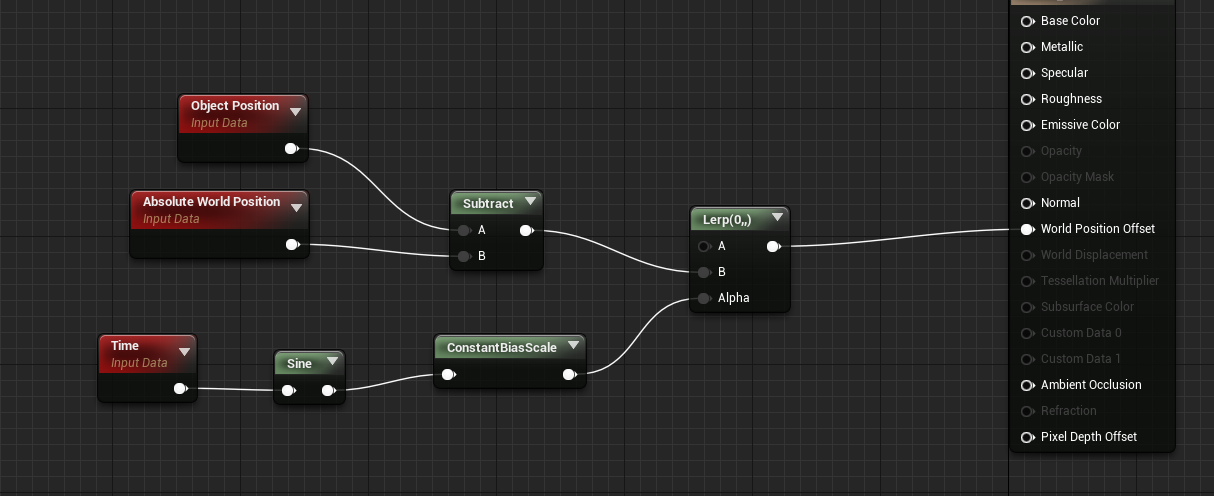 Object Position
Input Data
Absolute World Position
Input Data
Subtract
A
B
Lerp(0,,)
A
B
Alpha
Time
Input Data
Sine
ConstantBiasScale
Base Color
Metallic
Specular
Roughness
Emissive Color
Opacity
Opacity Mask
Normal
World Position Offset
World Displacement
Tessellation Multiplier
Subsurface Color
Custom Data 0
Custom Data 1
Ambient Occlusion
Refraction
Pixel Depth Offset